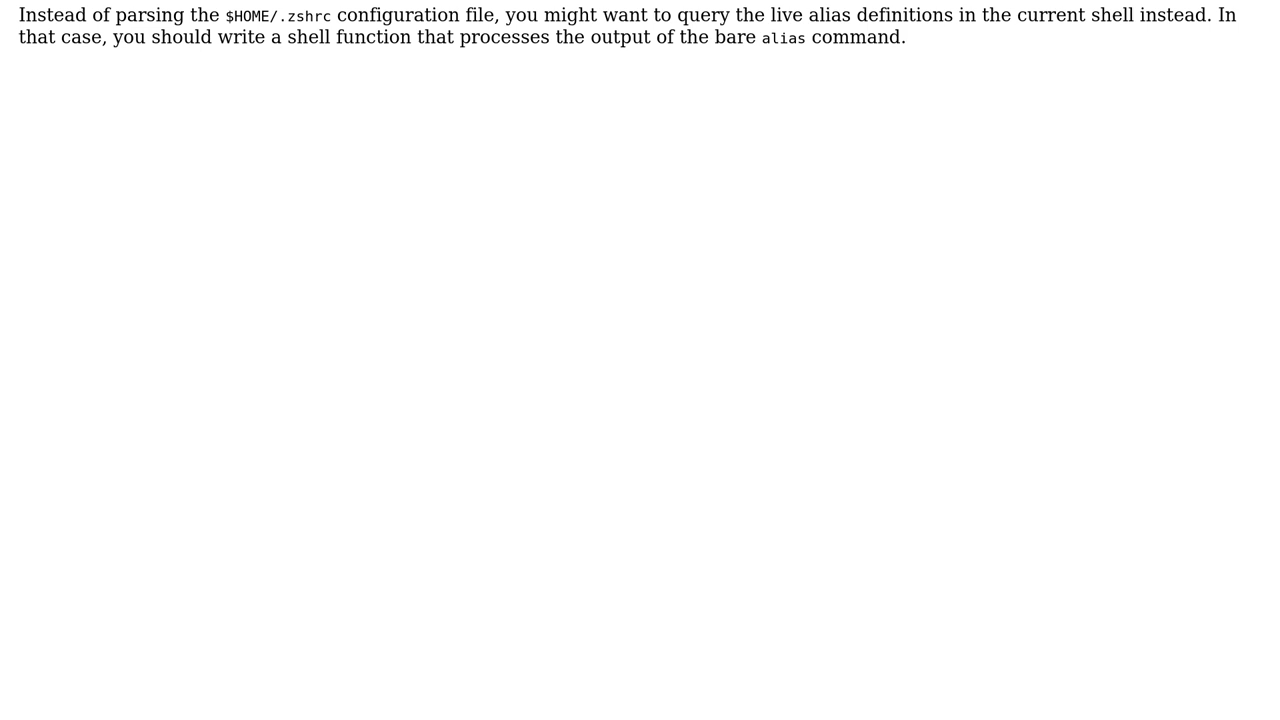 Instead of parsing the $HOME/.zshrc configuration file, you might want to query the live alias definitions in the current shell instead. In
that case, you should write a shell function that processes the output of the bare alias command.